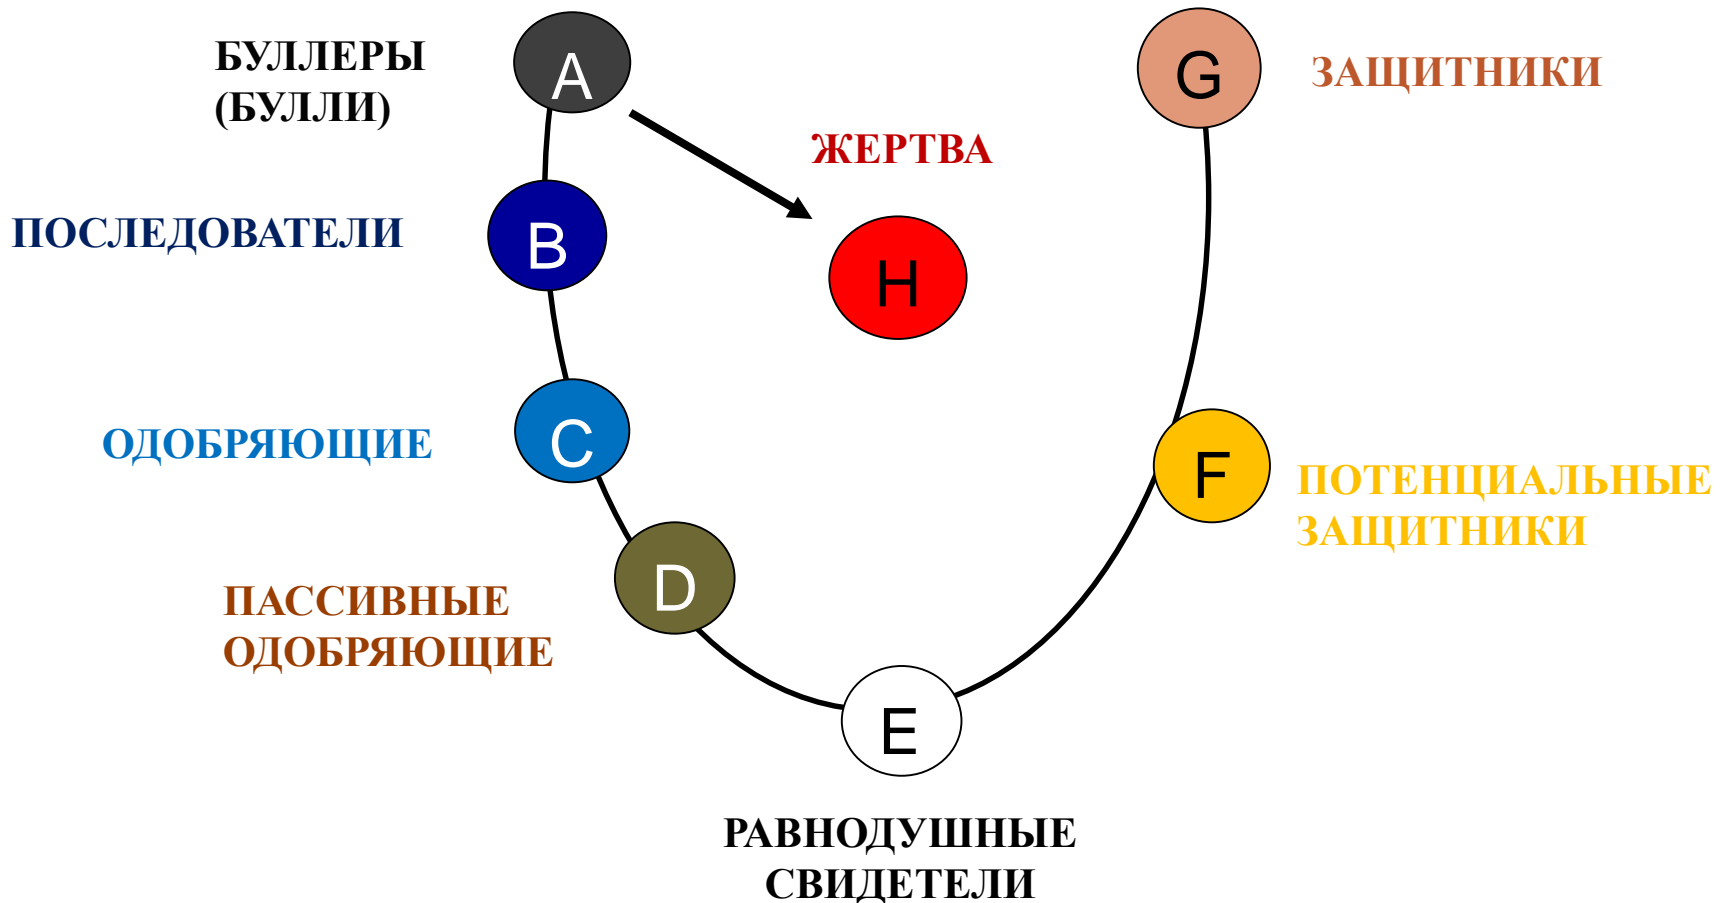 БУЛЛЕРЫ
(БУЛЛИ)
A
G
ЗАЩИТНИКИ
ЖЕРТВА
ПОСЛЕДОВАТЕЛИ
B
H
ОДОБРЯЮЩИЕ
C
F
ПОТЕНЦИАЛЬНЫЕ
ЗАЩИТНИКИ
D
ПАССИВНЫЕ
ОДОБРЯЮЩИЕ
E
РАВНОДУШНЫЕ
СВИДЕТЕЛИ